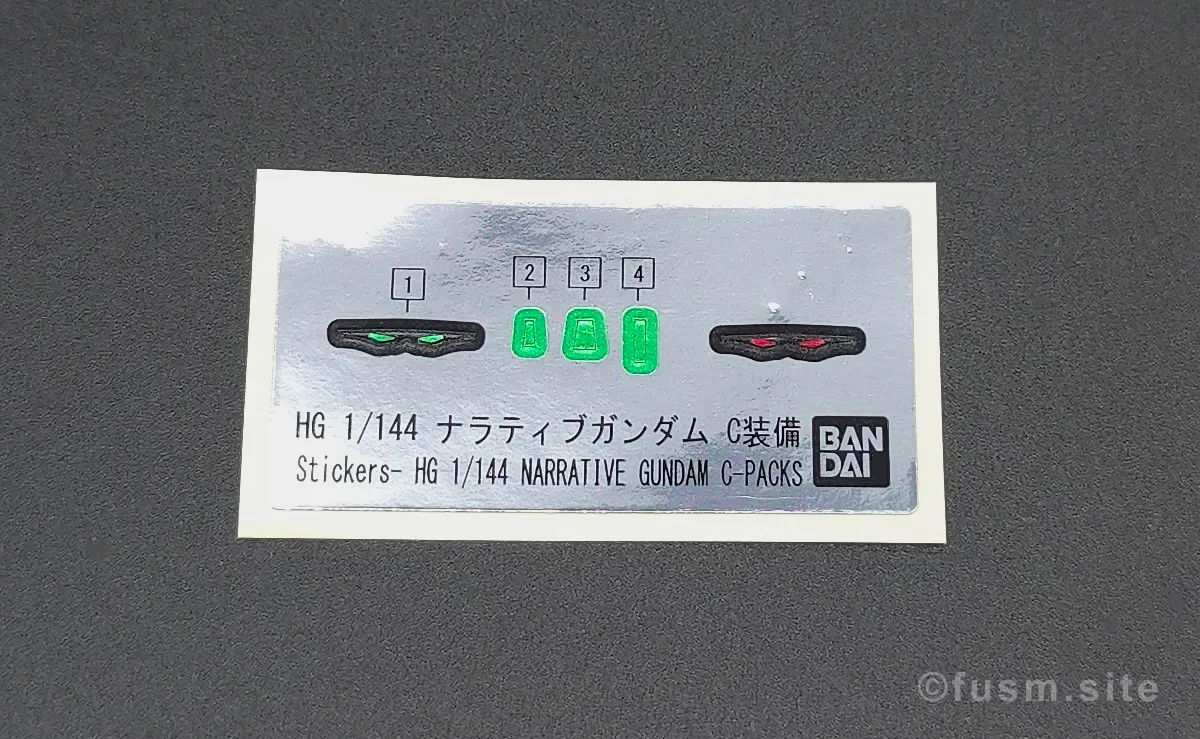 1
2 3 4
HG 1/144 ナラティブガンダム C装備
Stickers- HG 1/144 NARRATIVE GUNDAM C-PACKS
BAN
DAI
©fusm.site